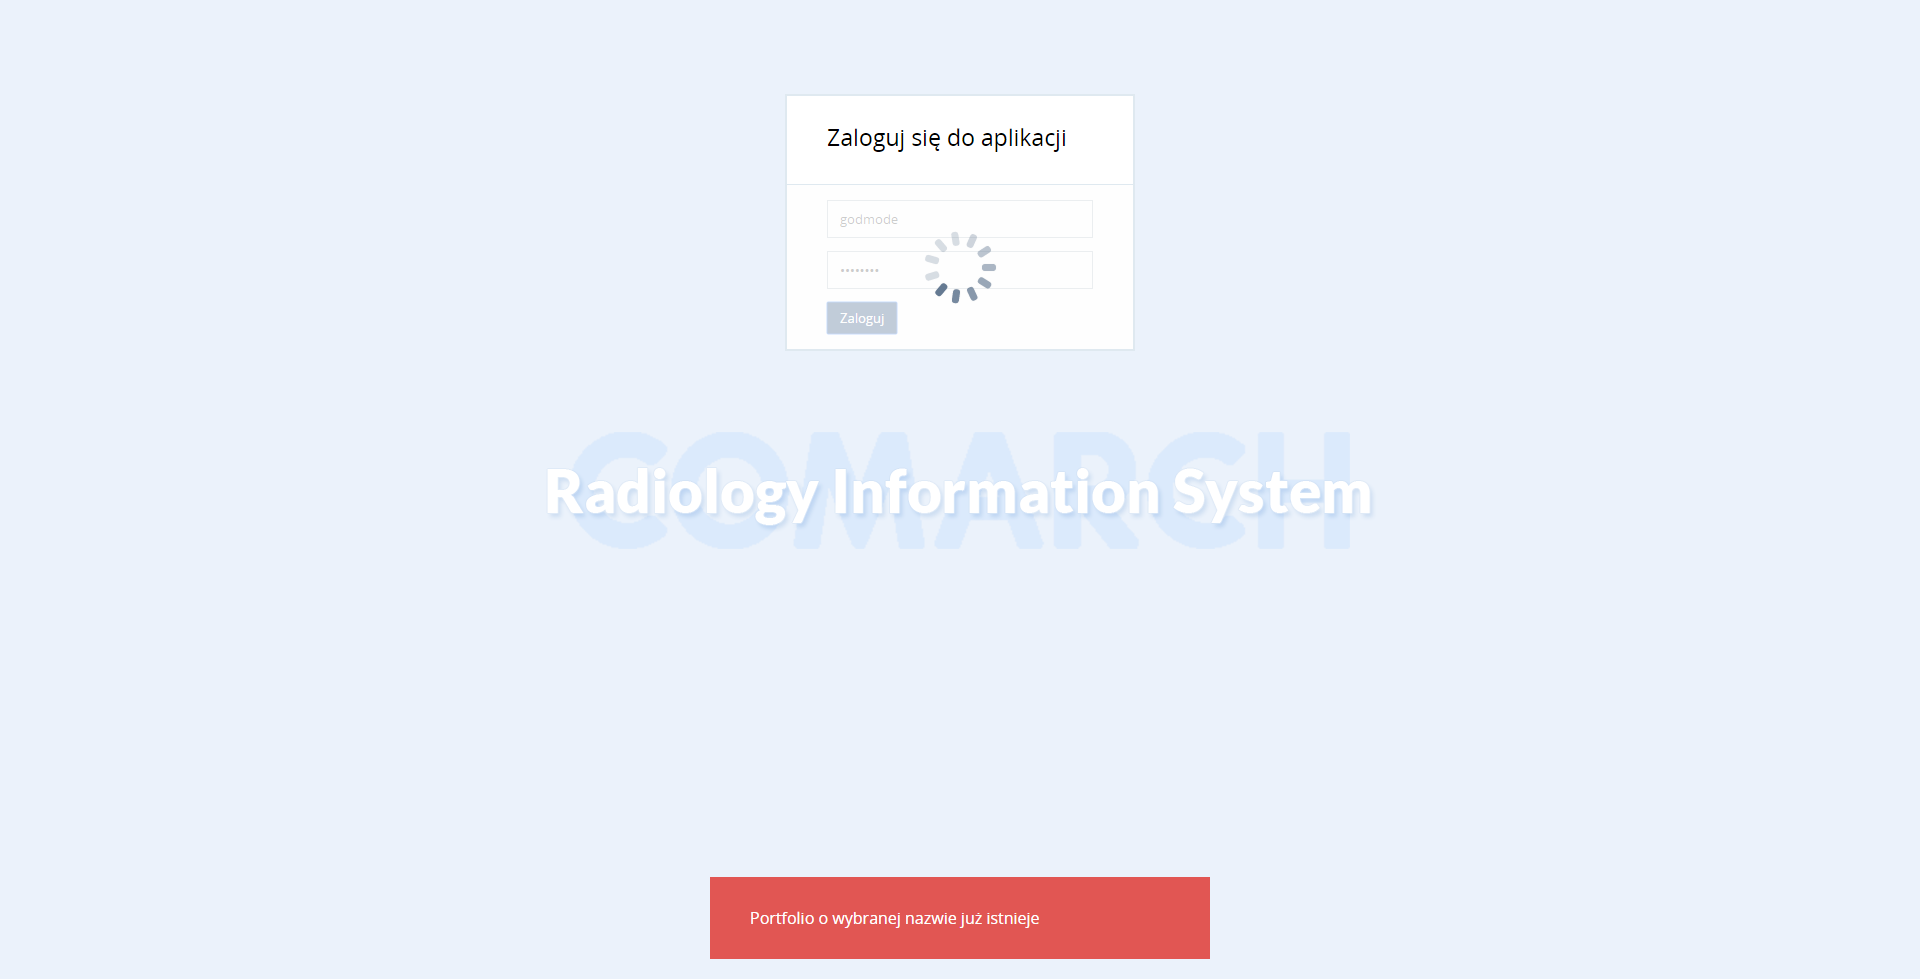 Zaloguj się do aplikacji
godmode
••••••••
Zaloguj
COMARCH
Radiology Information System
Portfolio o wybranej nazwie już istnieje